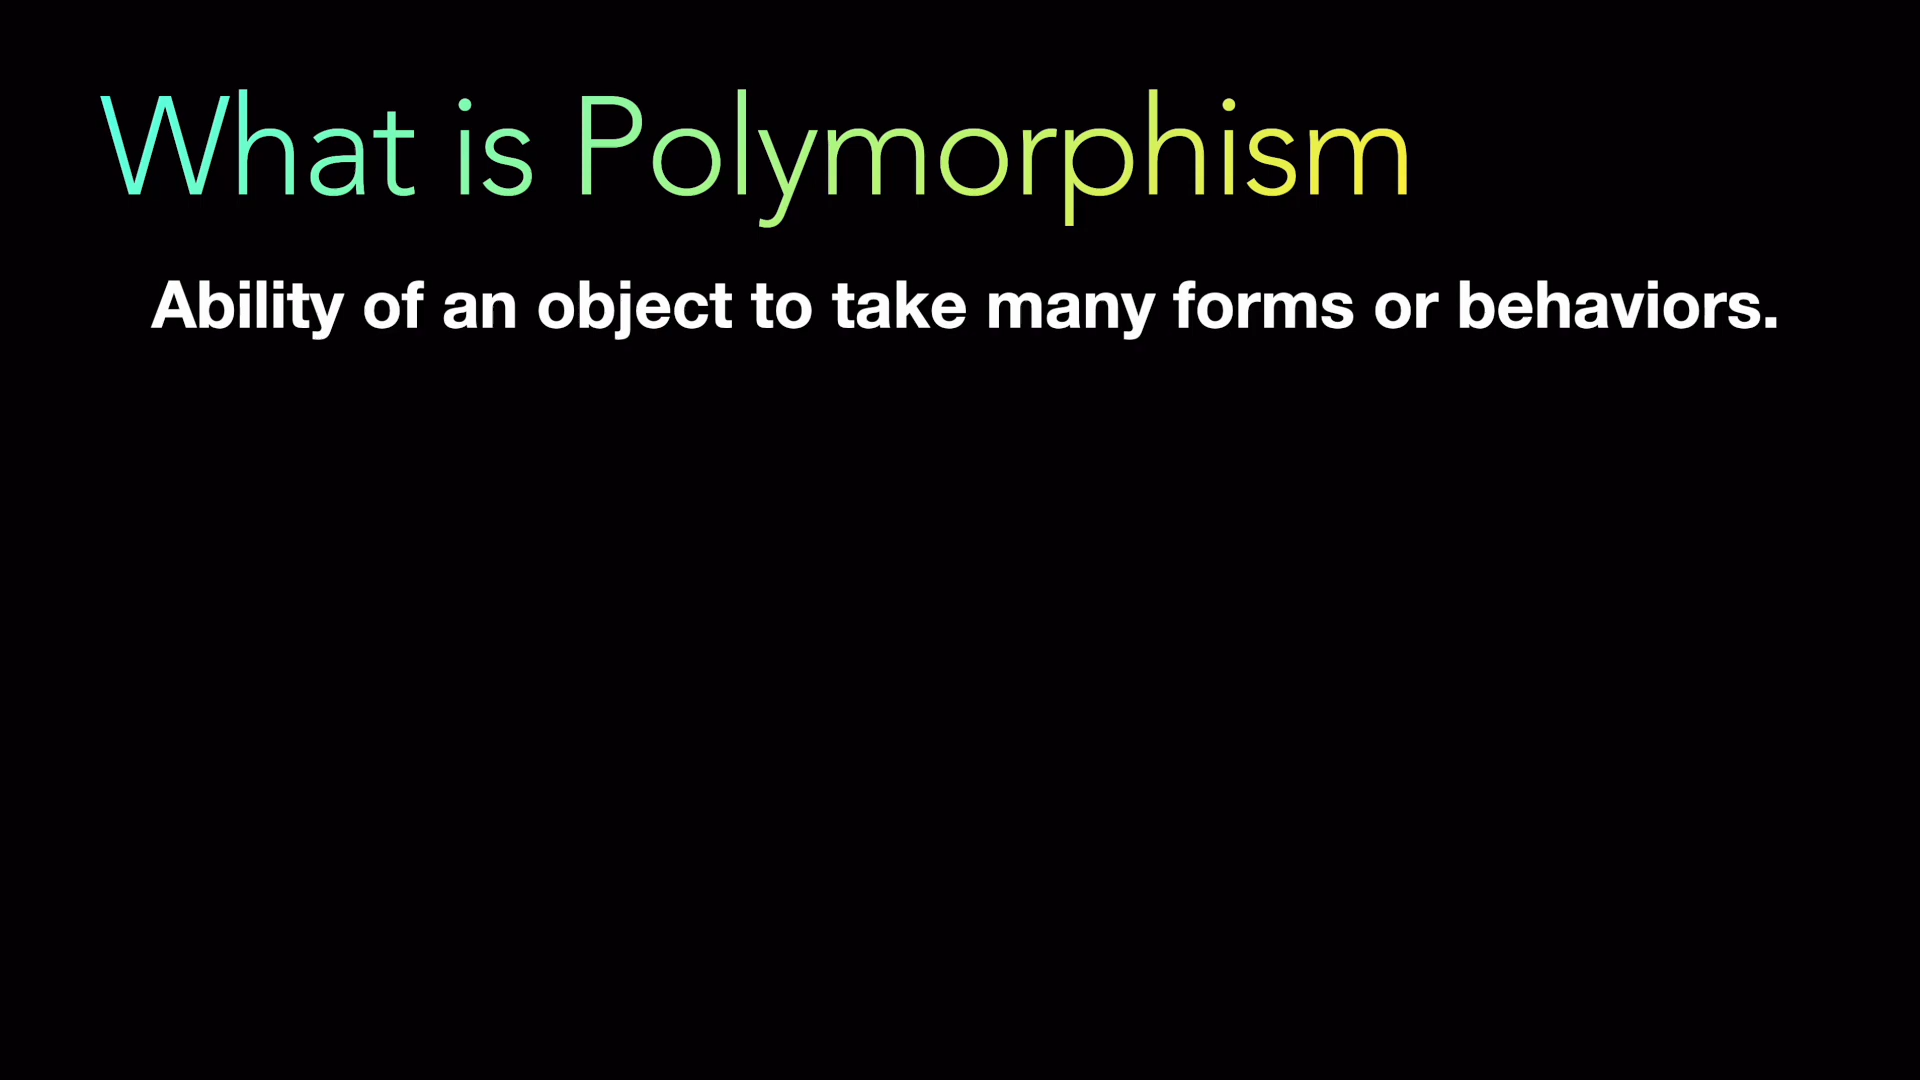 What is Polymorphism
Ability of an object to take many forms or behaviors.